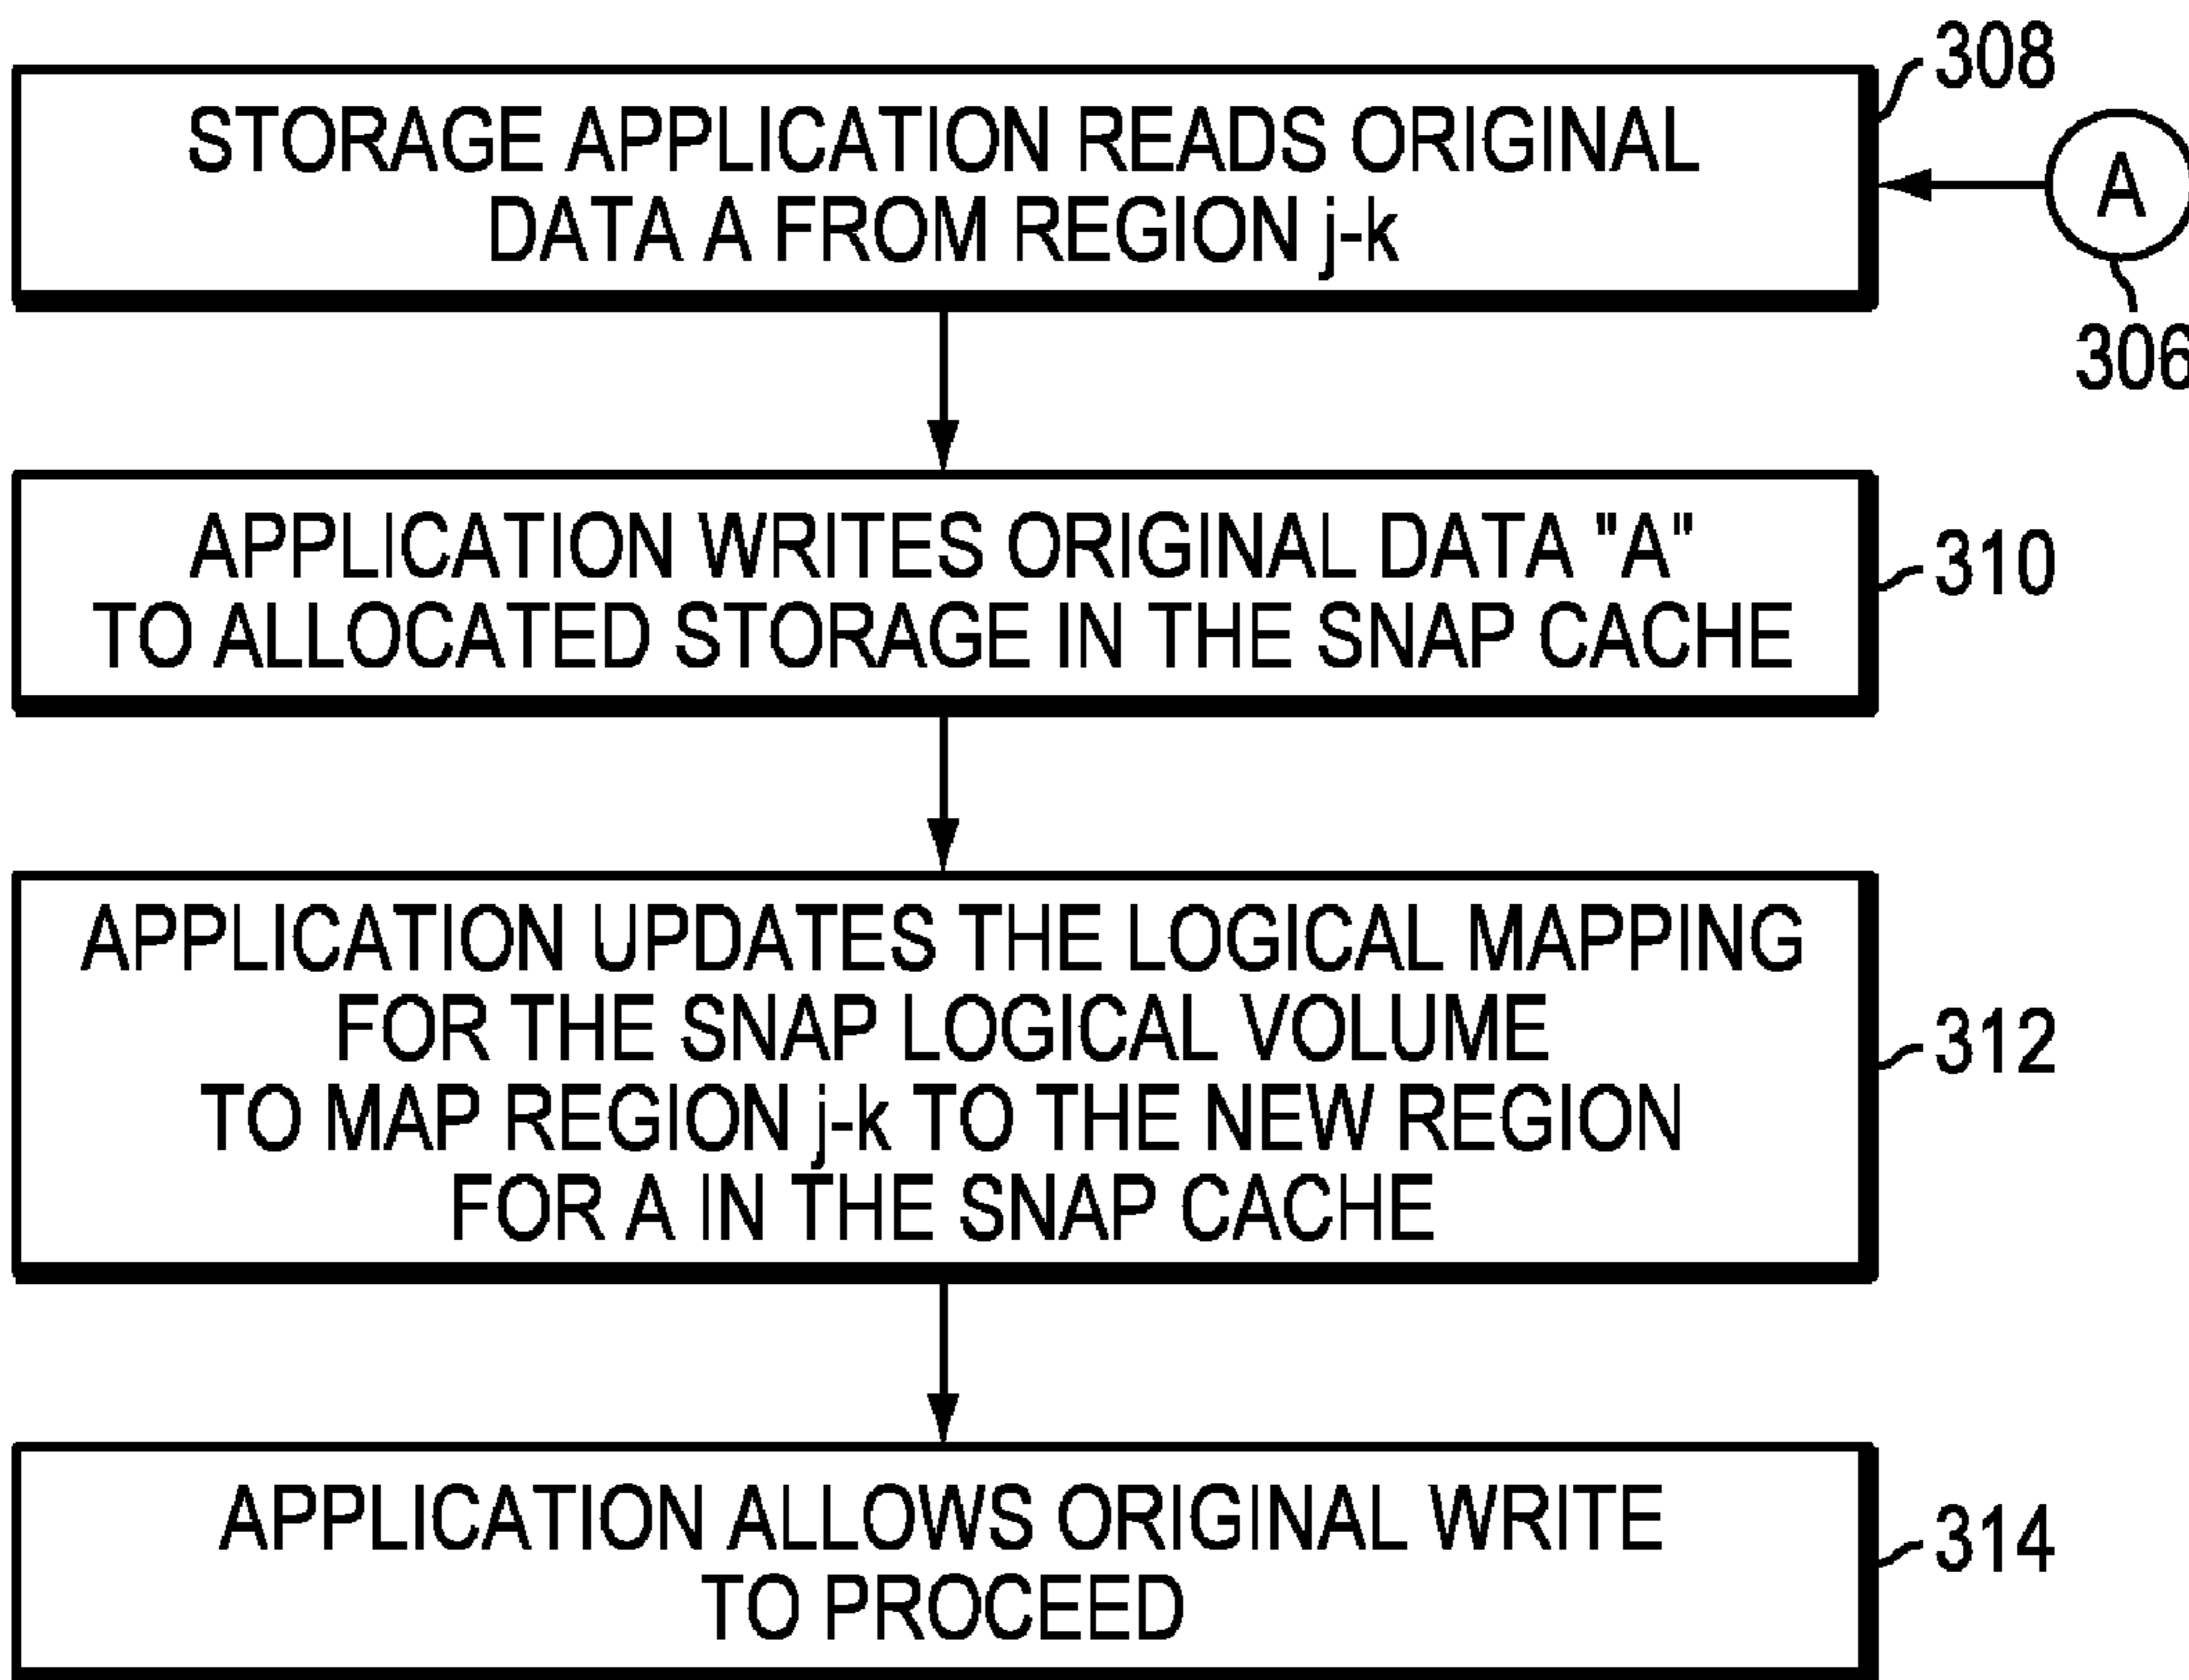 308
STORAGE APPLICATION READS ORIGINAL
DATA A FROM REGION j-k
A
306
APPLICATION WRITES ORIGINAL DATA "A"
TO ALLOCATED STORAGE IN THE SNAP CACHE
310
APPLICATION UPDATES THE LOGICAL MAPPING
FOR THE SNAP LOGICAL VOLUME
TO MAP REGION j-k TO THE NEW REGION
FOR A IN THE SNAP CACHE
312
APPLICATION ALLOWS ORIGINAL WRITE
TO PROCEED
314